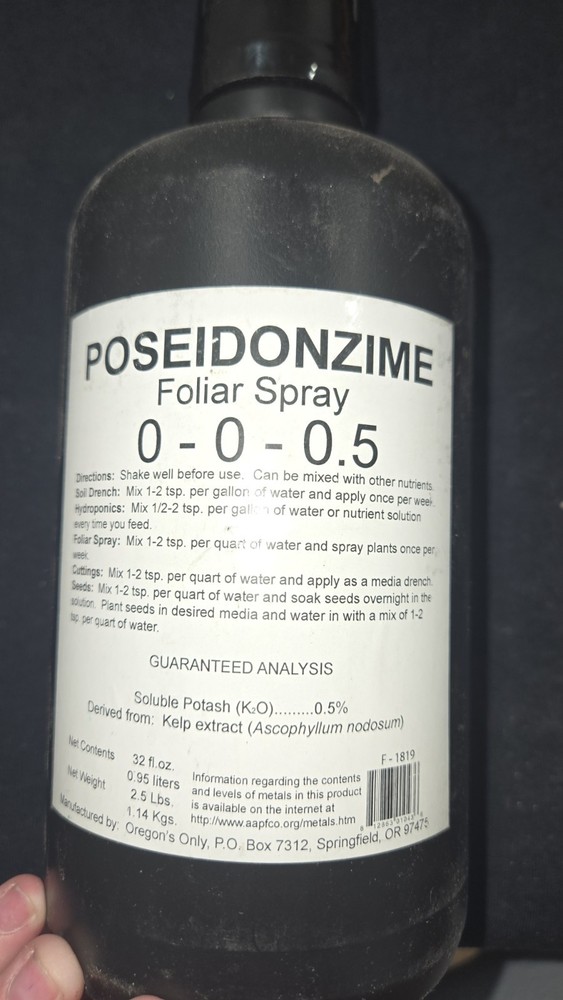 POSEIDONZIME
Foliar Spray
0 - 0 - 0.5
Directions: Shake well before use. Can be mixed with other nutrients.
Soil Drench: Mix 1-2 tsp. per gallon of water and apply once per week.
Hydroponics: Mix 1/2-2 tsp. per gallon of water or nutrient solution
every time you feed.
Foliar Spray: Mix 1-2 tsp. per quart of water and spray plants once per
week.
Cuttings: Mix 1-2 tsp. per quart of water and apply as a media drench.
Seeds: Mix 1-2 tsp. per quart of water and soak seeds overnight in the
solution. Plant seeds in desired media and water in with a mix of 1-2
tsp. per quart of water.
GUARANTEED ANALYSIS
Soluble Potash (K₂O).........0.5%
Derived from: Kelp extract (Ascophyllum nodosum)
Net Contents 32 fl.oz.
0.95 liters
Net Weight 2.5 Lbs.
1.14 Kgs.
Information regarding the contents
and levels of metals in this product
is available on the internet at
http://www.aapfco.org/metals.htm
F - 1819
Manufactured by: Oregon's Only, P.O. Box 7312, Springfield, OR 97475